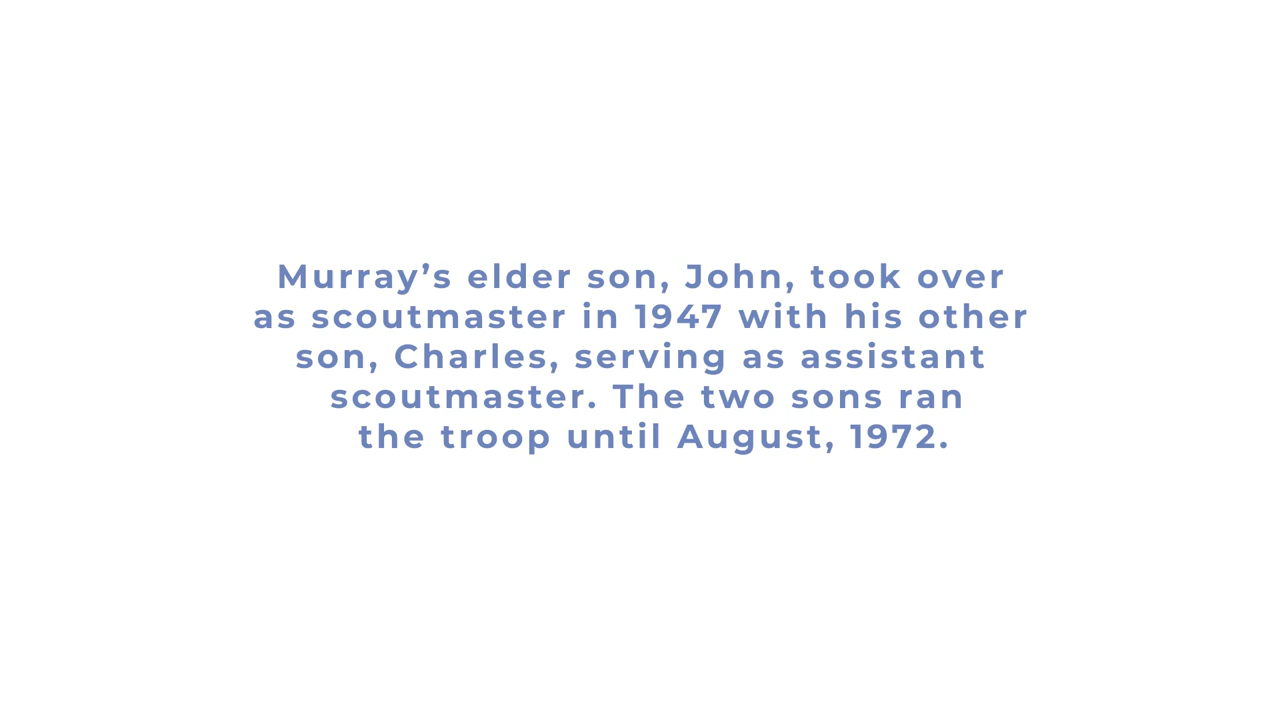 Murray’s elder son, John, took over
as scoutmaster in 1947 with his other
son, Charles, serving as assistant
scoutmaster. The two sons ran
the troop until August, 1972.